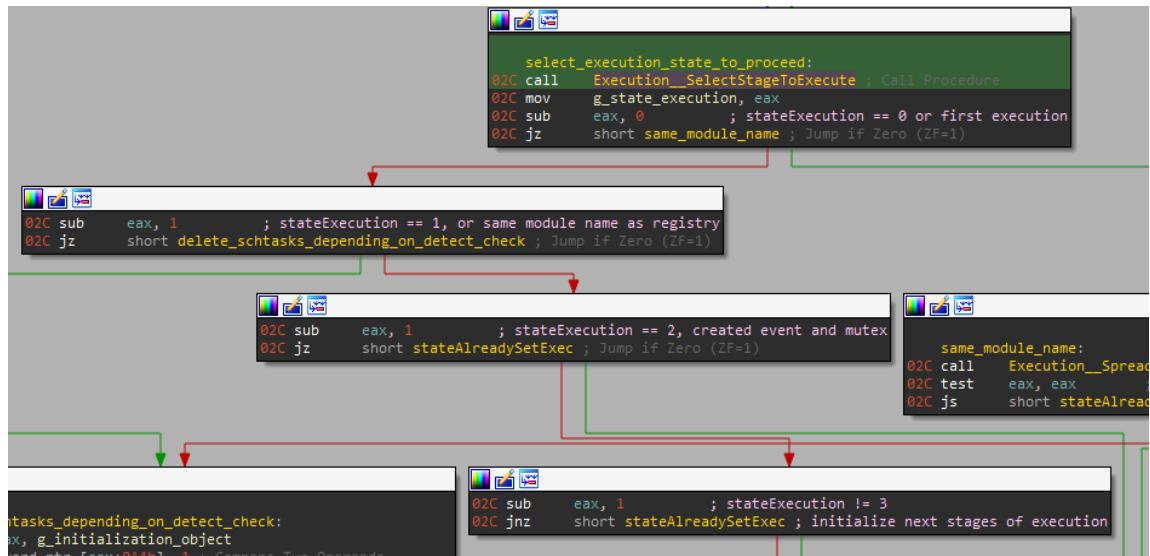 select_execution_state_to_proceed:
02C call Execution__SelectStageToExecute ; Call Procedure
02C mov g_state_execution, eax
02C sub eax, 0 ; stateExecution == 0 or first execution
02C jz short same_module_name ; Jump if Zero (ZF=1)
02C sub eax, 1 ; stateExecution == 1, or same module name as registry
02C jz short delete_schtasks_depending_on_detect_check ; Jump if Zero (ZF=1)
02C sub eax, 1 ; stateExecution == 2, created event and mutex
02C jz short stateAlreadySetExec ; Jump if Zero (ZF=1)
same_module_name:
02C call Execution__Spread
02C test eax, eax ;
02C js short stateAlread
02C sub eax, 1 ; stateExecution != 3
02C jnz short stateAlreadySetExec ; initialize next stages of execution
htasks_depending_on_detect_check:
ax, g_initialization_object